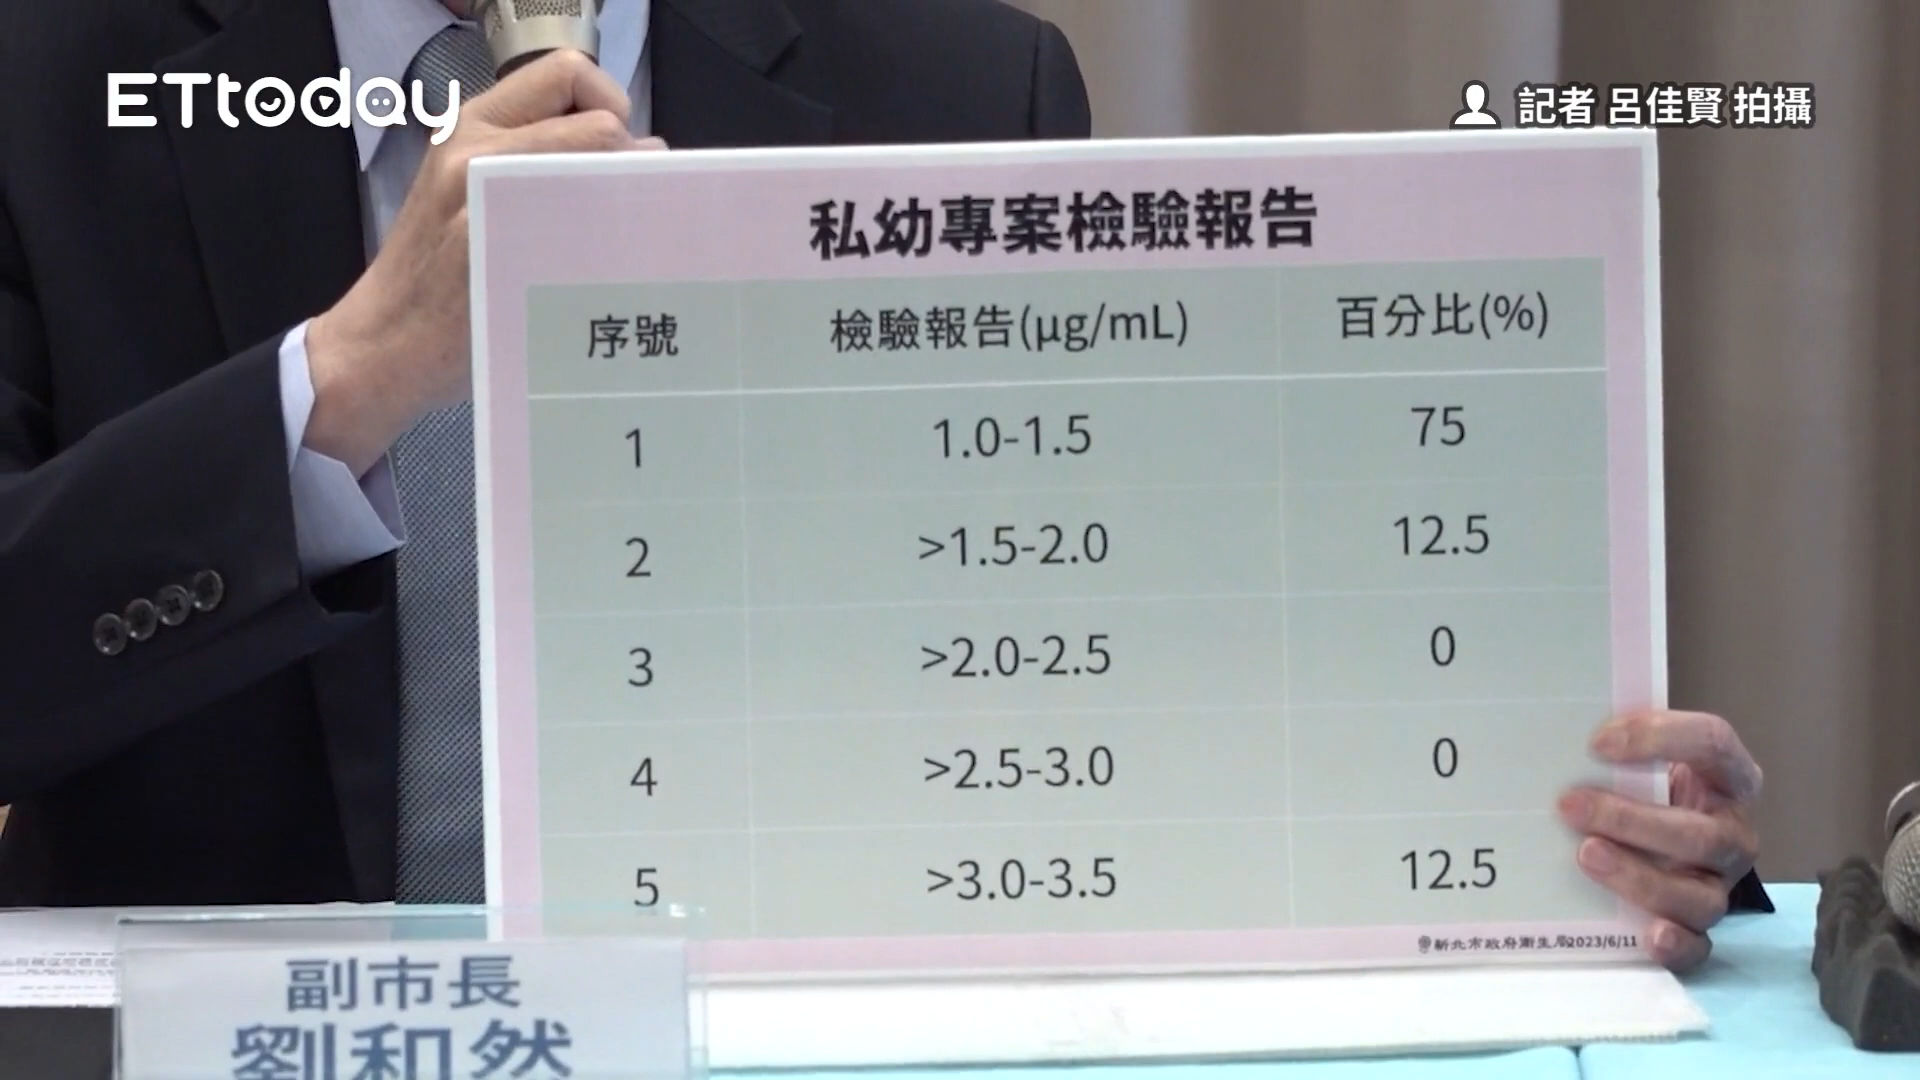 ETtoday
記者 呂佳賢 拍攝
私幼專案檢驗報告
序號 檢驗報告(μg/mL) 百分比(%)
1 1.0-1.5 75
2 >1.5-2.0 12.5
3 >2.0-2.5 0
4 >2.5-3.0 0
5 >3.0-3.5 12.5
新北市政府衛生局2023/6/11
副市長
劉和然